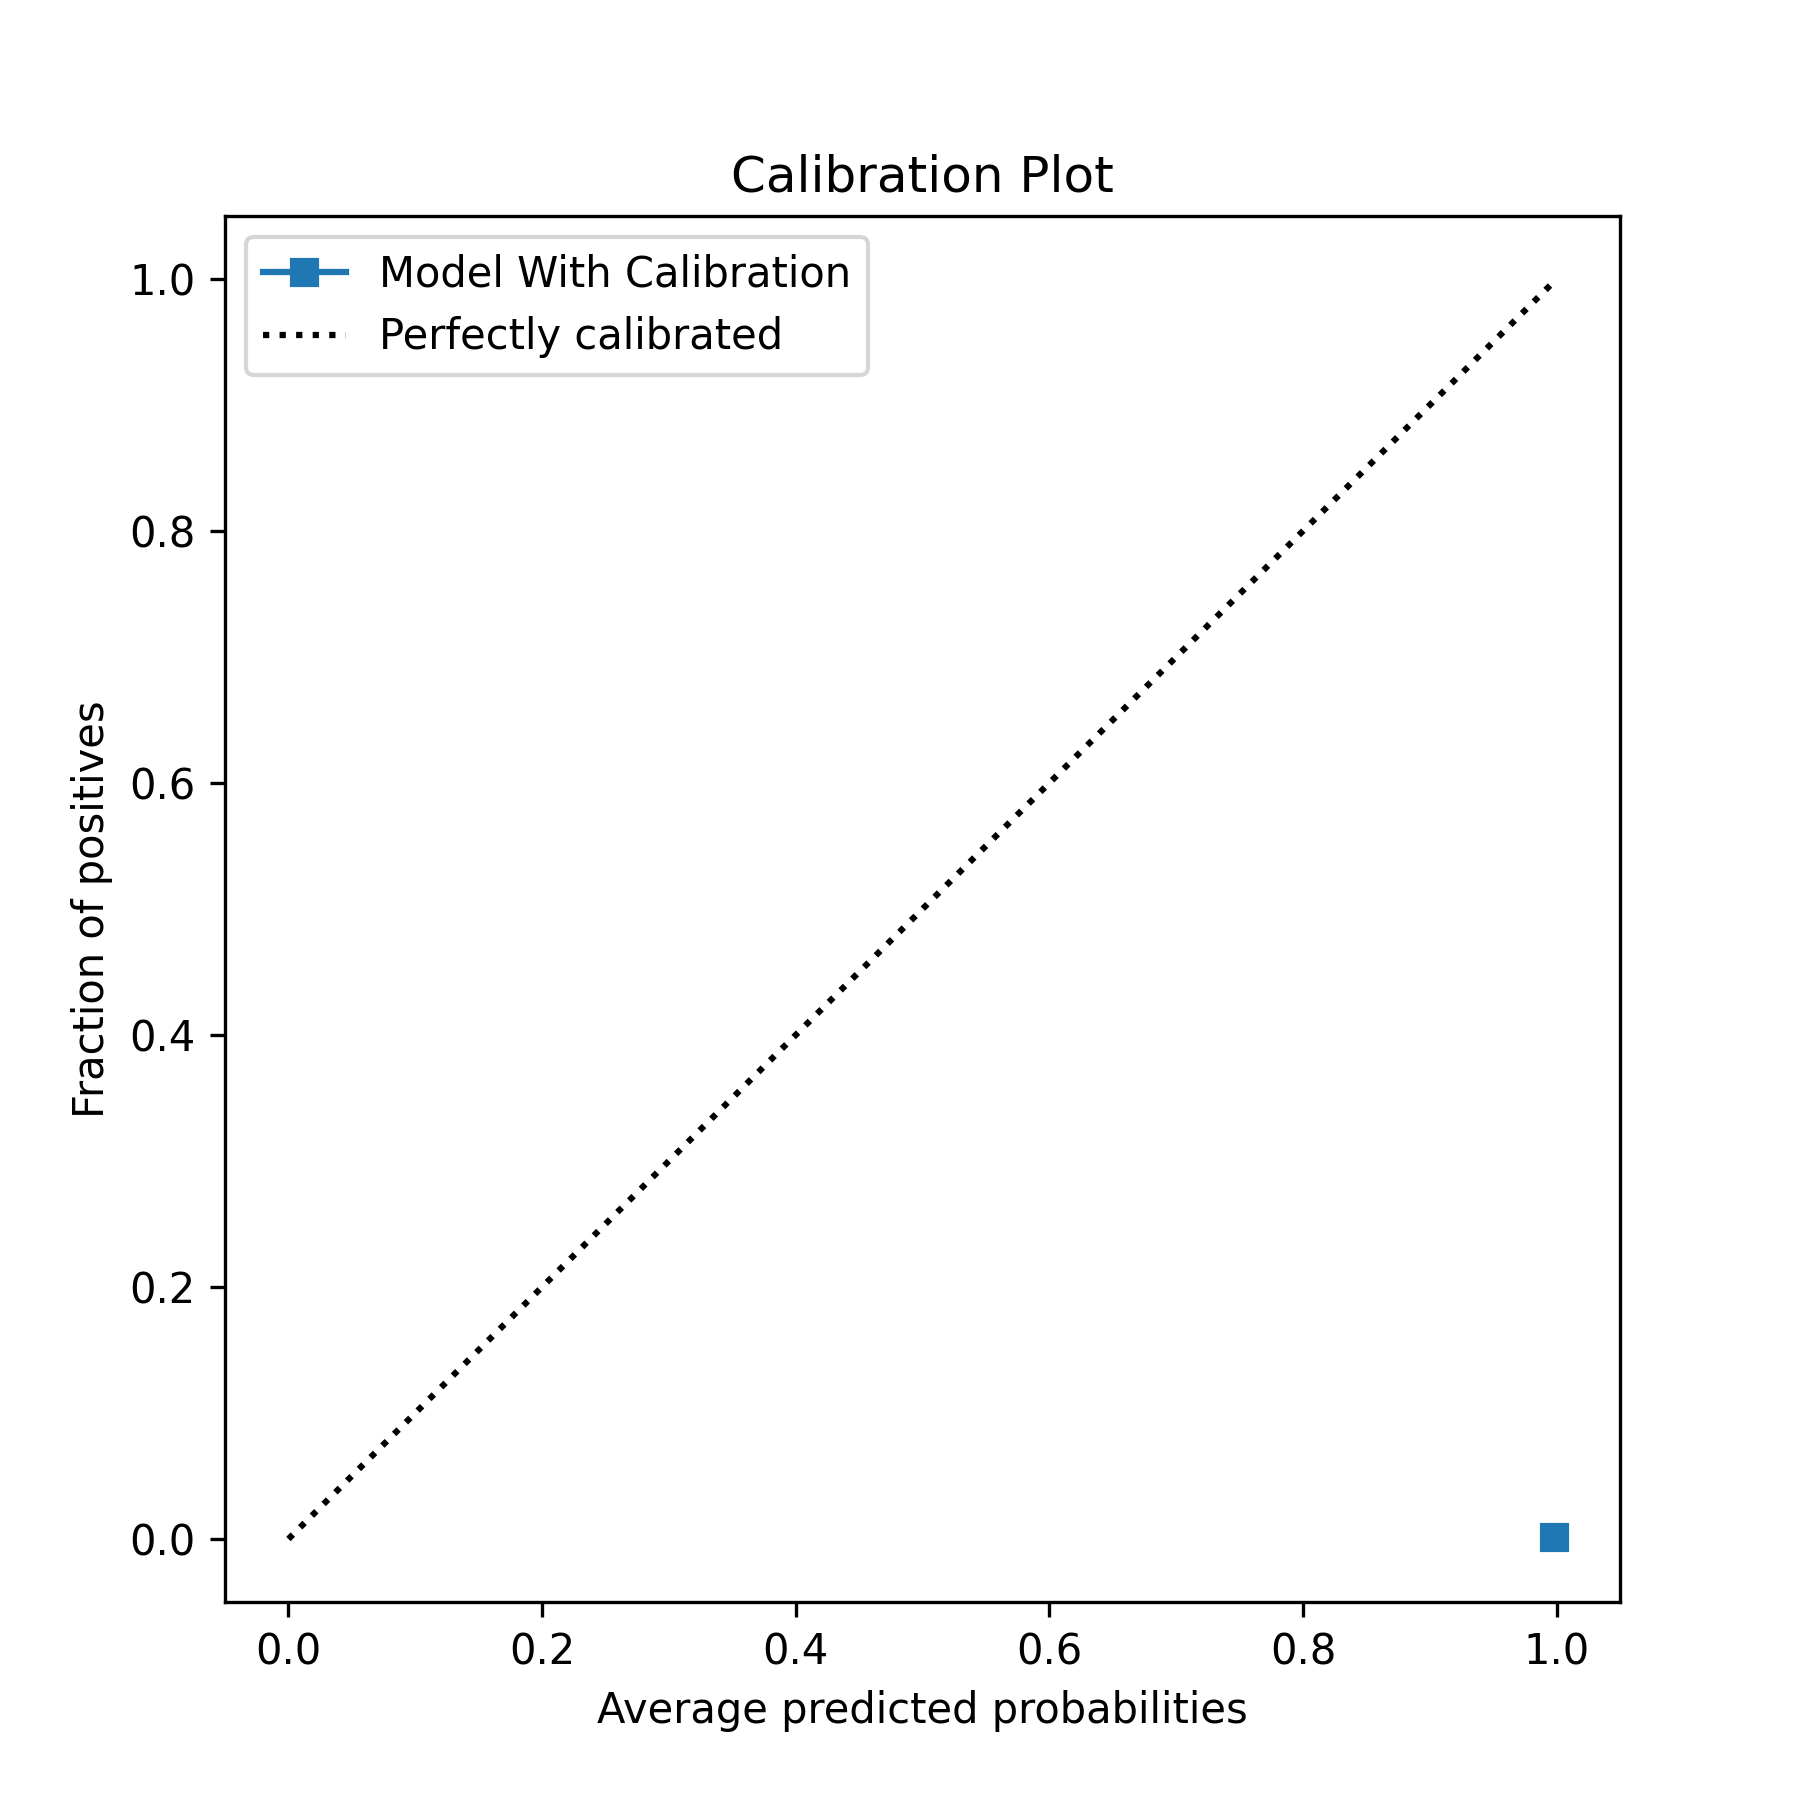 Calibration Plot
Model With Calibration
Perfectly calibrated
1.0
0.8
0.6
0.4
0.2
0.0
Fraction of positives
0.0 0.2 0.4 0.6 0.8 1.0
Average predicted probabilities